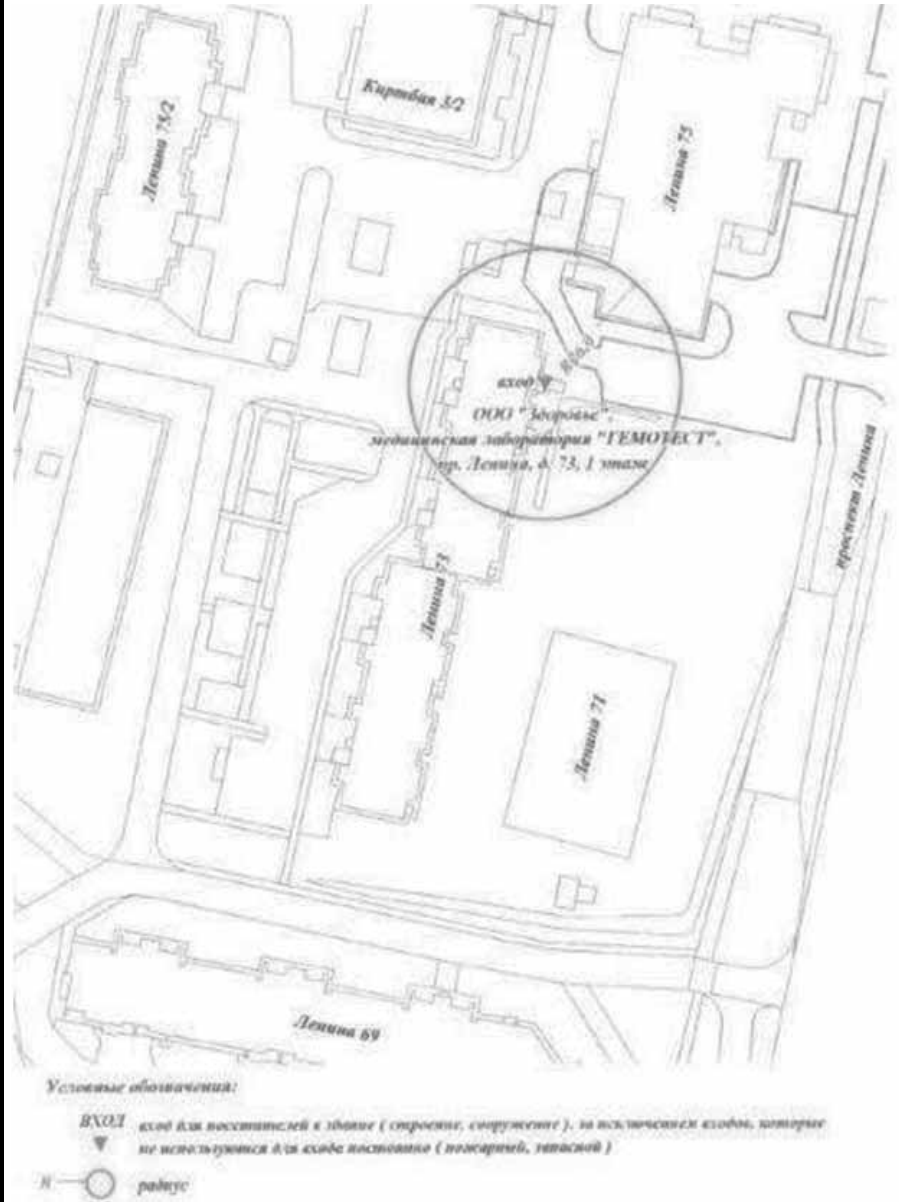 Ленина 75/2
Киртбая 3/2
Ленина 75
вход
ООО "Здоровье",
медицинская лаборатория "ГЕМОТЕСТ",
пр. Ленина, д. 73, 1 этаж
проспект Ленина
Ленина 73
Ленина 71
Ленина 69
Условные обозначения:
ВХОД вход для посетителей в здание ( строение, сооружение ), за исключением входов, которые
не используются для входа постоянно ( пожарный, запасной )
радиус